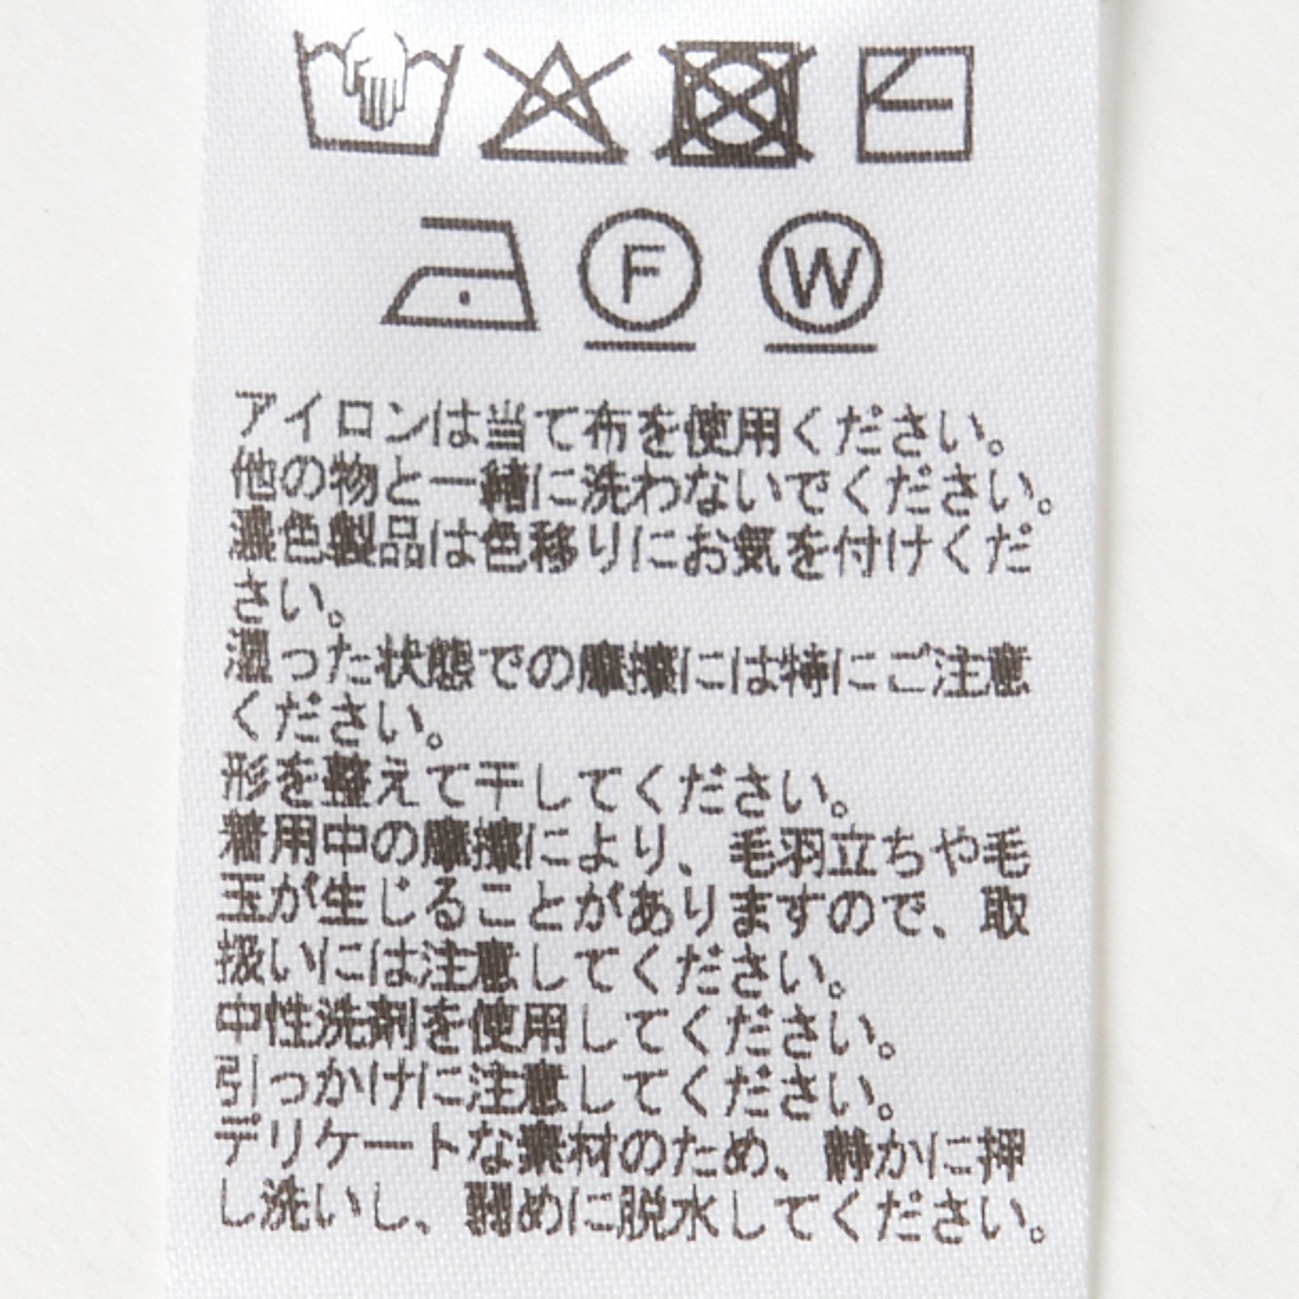 F W
アイロンは当て布を使用ください。
他の物と一緒に洗わないでください。
濃色製品は色移りにお気を付けくだ
さい。
湿った状態での摩擦には特にご注意
ください。
形を整えて干してください。
着用中の摩擦により、毛羽立ちや毛
玉が生じることがありますので、取
扱いには注意してください。
中性洗剤を使用してください。
引っかけに注意してください。
デリケートな素材のため、静かに押
し洗いし、弱めに脱水してください。